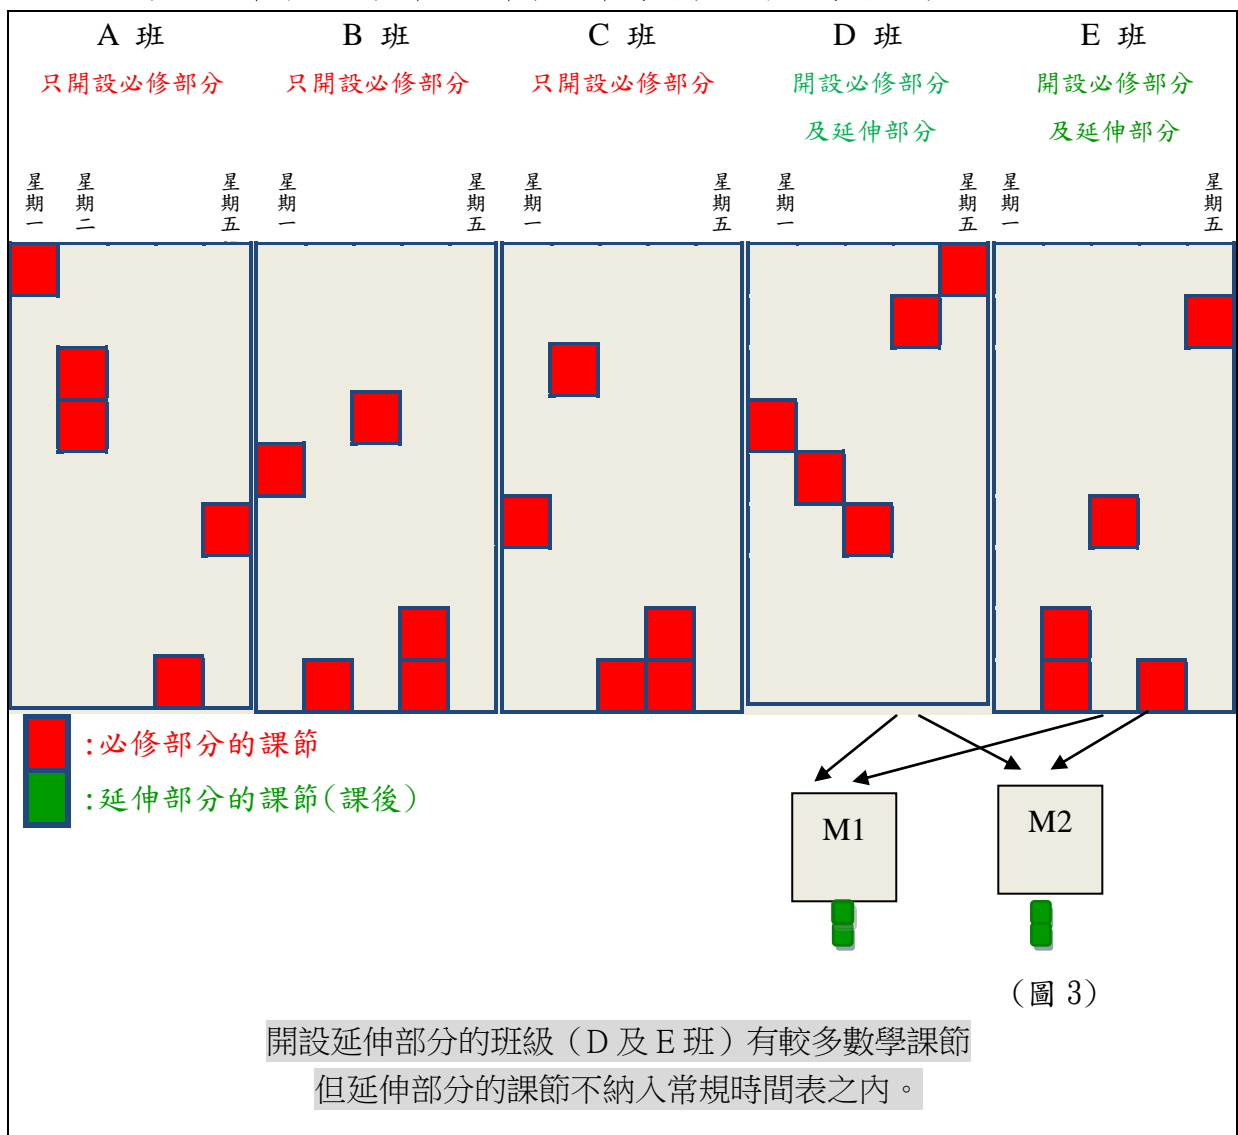 A 班
B 班
C 班
D 班
E 班
只開設必修部分
只開設必修部分
只開設必修部分
開設必修部分
及延伸部分
開設必修部分
及延伸部分
星期一
星期二
星期五
星期一
星期五
星期一
星期五
星期一
星期五
星期一
星期五
:必修部分的課節
:延伸部分的課節(課後)
M1
M2
(圖 3)
開設延伸部分的班級（D 及 E 班）有較多數學課節
但延伸部分的課節不納入常規時間表之內。